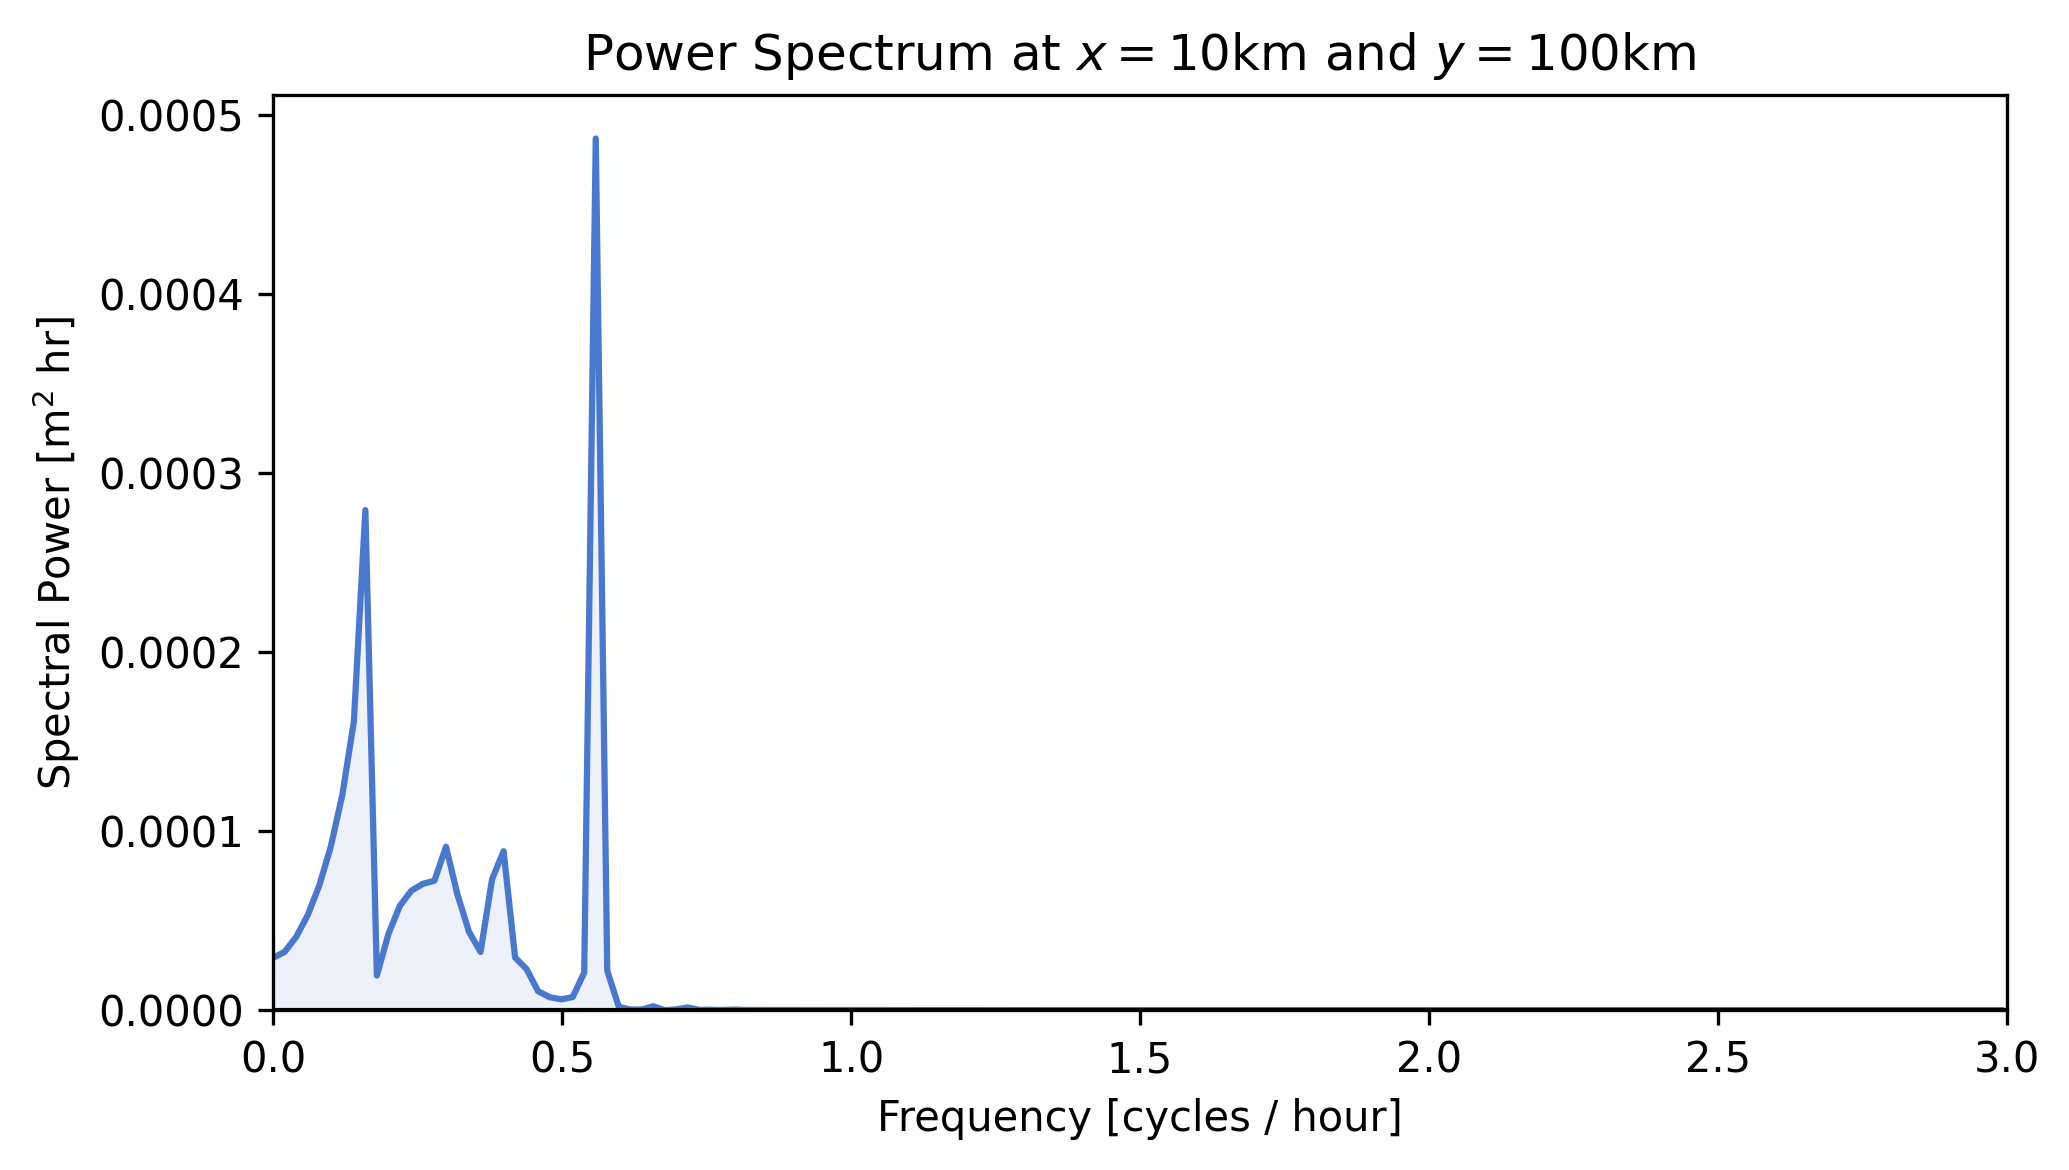 Power Spectrum at x = 10km and y = 100km
0.0005
0.0004
0.0003
0.0002
0.0001
0.0000
Spectral Power [m² hr]
0.0 0.5 1.0 1.5 2.0 2.5 3.0
Frequency [cycles / hour]